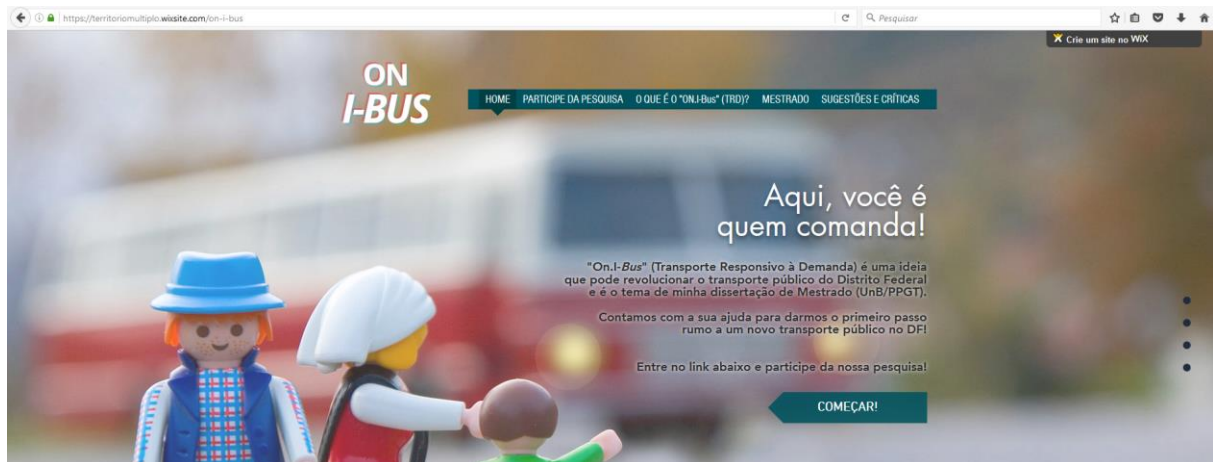 https://territoriomultiplo.wixsite.com/on-i-bus
Pesquisar
Crie um site no WiX
ON
I-BUS
HOME PARTICIPE DA PESQUISA O QUE É O "ON.I-Bus" (TRD)? MESTRADO SUGESTÕES E CRÍTICAS
Aqui, você é
quem comanda!
"On.I-Bus" (Transporte Responsivo à Demanda) é uma ideia
que pode revolucionar o transporte público do Distrito Federal
e é o tema de minha dissertação de Mestrado (UnB/PPGT).
Contamos com a sua ajuda para darmos o primeiro passo
rumo a um novo transporte público no DF!
Entre no link abaixo e participe da nossa pesquisa!
COMEÇAR!